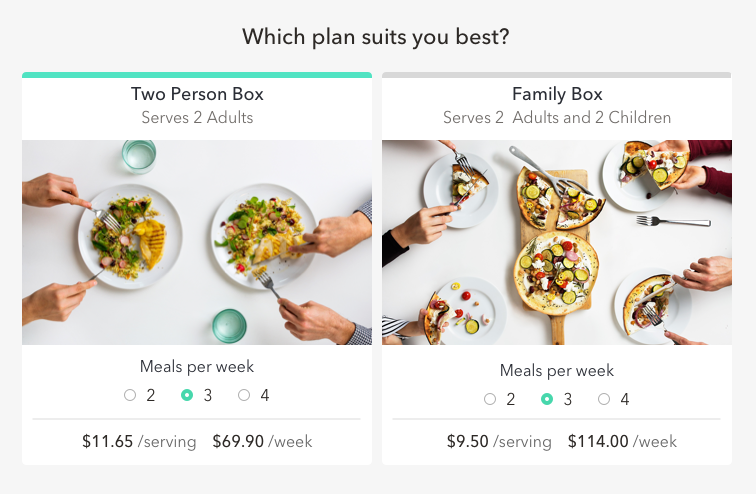 Which plan suits you best?
Two Person Box
Serves 2 Adults
Meals per week
2 3 4
$11.65 /serving $69.90 /week
Family Box
Serves 2 Adults and 2 Children
Meals per week
2 3 4
$9.50 /serving $114.00 /week